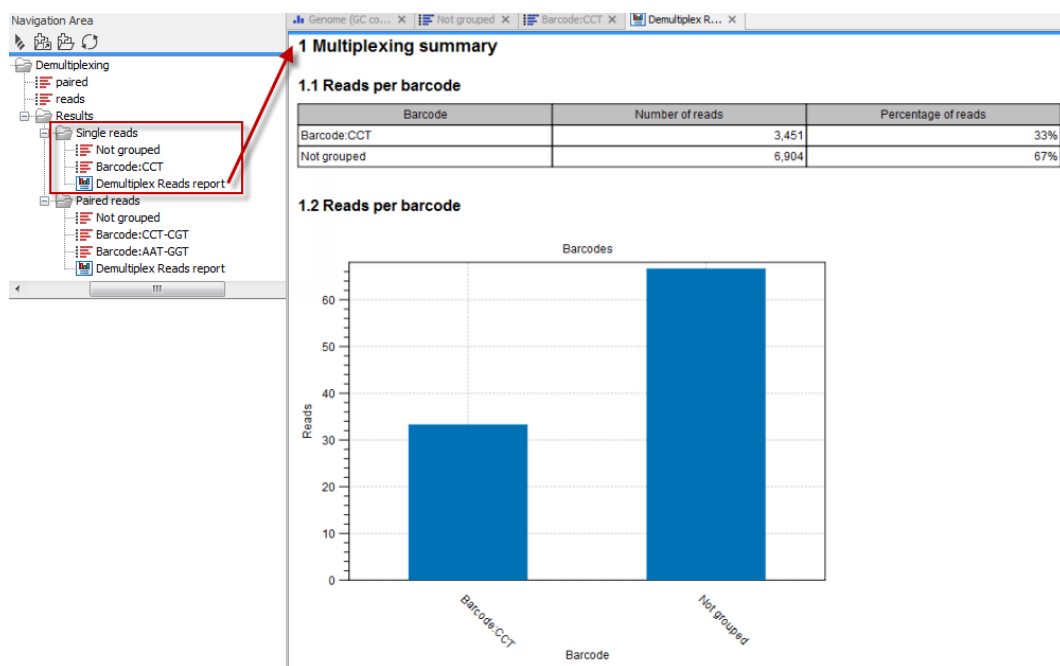 Navigation Area
Demultiplexing
paired
reads
Results
Single reads
Not grouped
Barcode:CCT
Demultiplex Reads report
Paired reads
Not grouped
Barcode:CCT-CGT
Barcode:AAT-GGT
Demultiplex Reads report
Genome (GC co... Not grouped Barcode:CCT Demultiplex R...
1 Multiplexing summary
1.1 Reads per barcode
Barcode Number of reads Percentage of reads
Barcode:CCT 3,451 33%
Not grouped 6,904 67%
1.2 Reads per barcode
Barcodes
60
50
40
30
20
10
0
Reads
Barcode:CCT Not grouped
Barcode